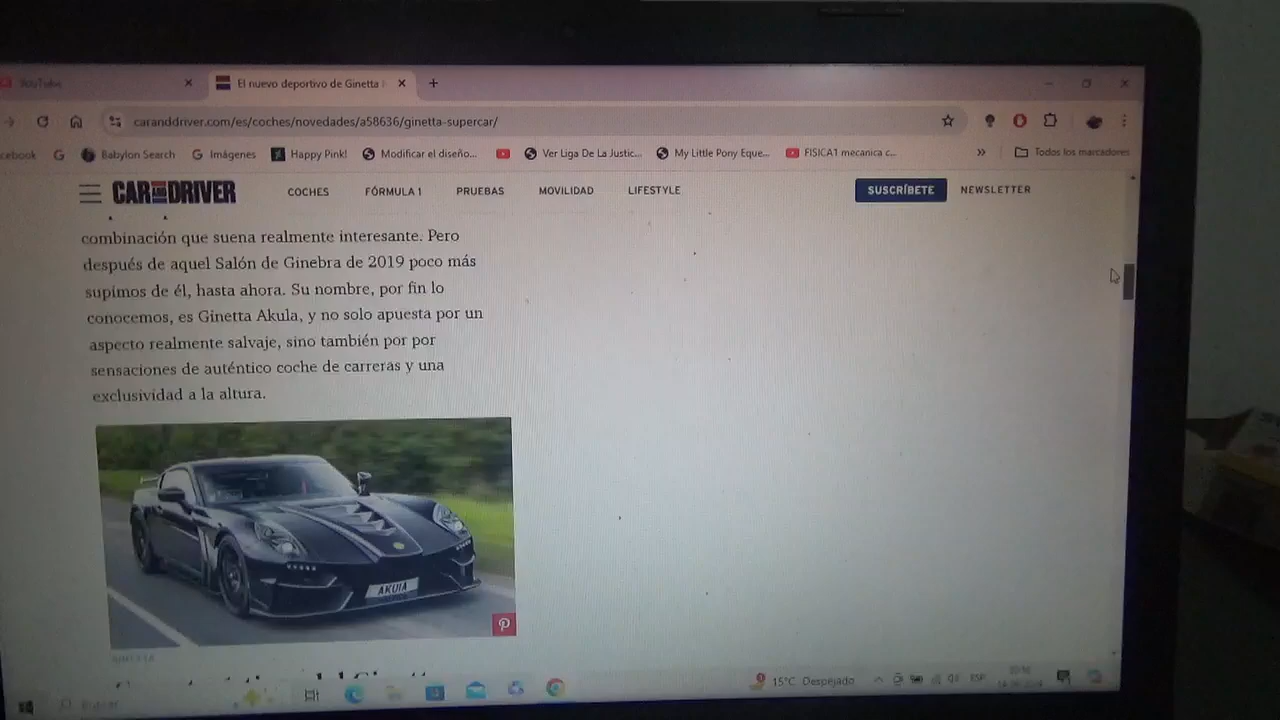 YouTube
El nuevo deportivo de Ginetta
caranddriver.com/es/coches/novedades/a58636/ginetta-supercar/
cebook
Babylon Search
Imágenes
Happy Pink!
Modificar el diseño...
Ver Liga De La Justic...
My Little Pony Eque...
FISICA1 mecanica c...
»
Todos los marcadores
CAR AND DRIVER
COCHES
FÓRMULA 1
PRUEBAS
MOVILIDAD
LIFESTYLE
SUSCRÍBETE
NEWSLETTER
combinación que suena realmente interesante. Pero
después de aquel Salón de Ginebra de 2019 poco más
supimos de él, hasta ahora. Su nombre, por fin lo
conocemos, es Ginetta Akula, y no solo apuesta por un
aspecto realmente salvaje, sino también por por
sensaciones de auténtico coche de carreras y una
exclusividad a la altura.
AKUIA
GINETTA
Buscar
15°C Despejado
ESP